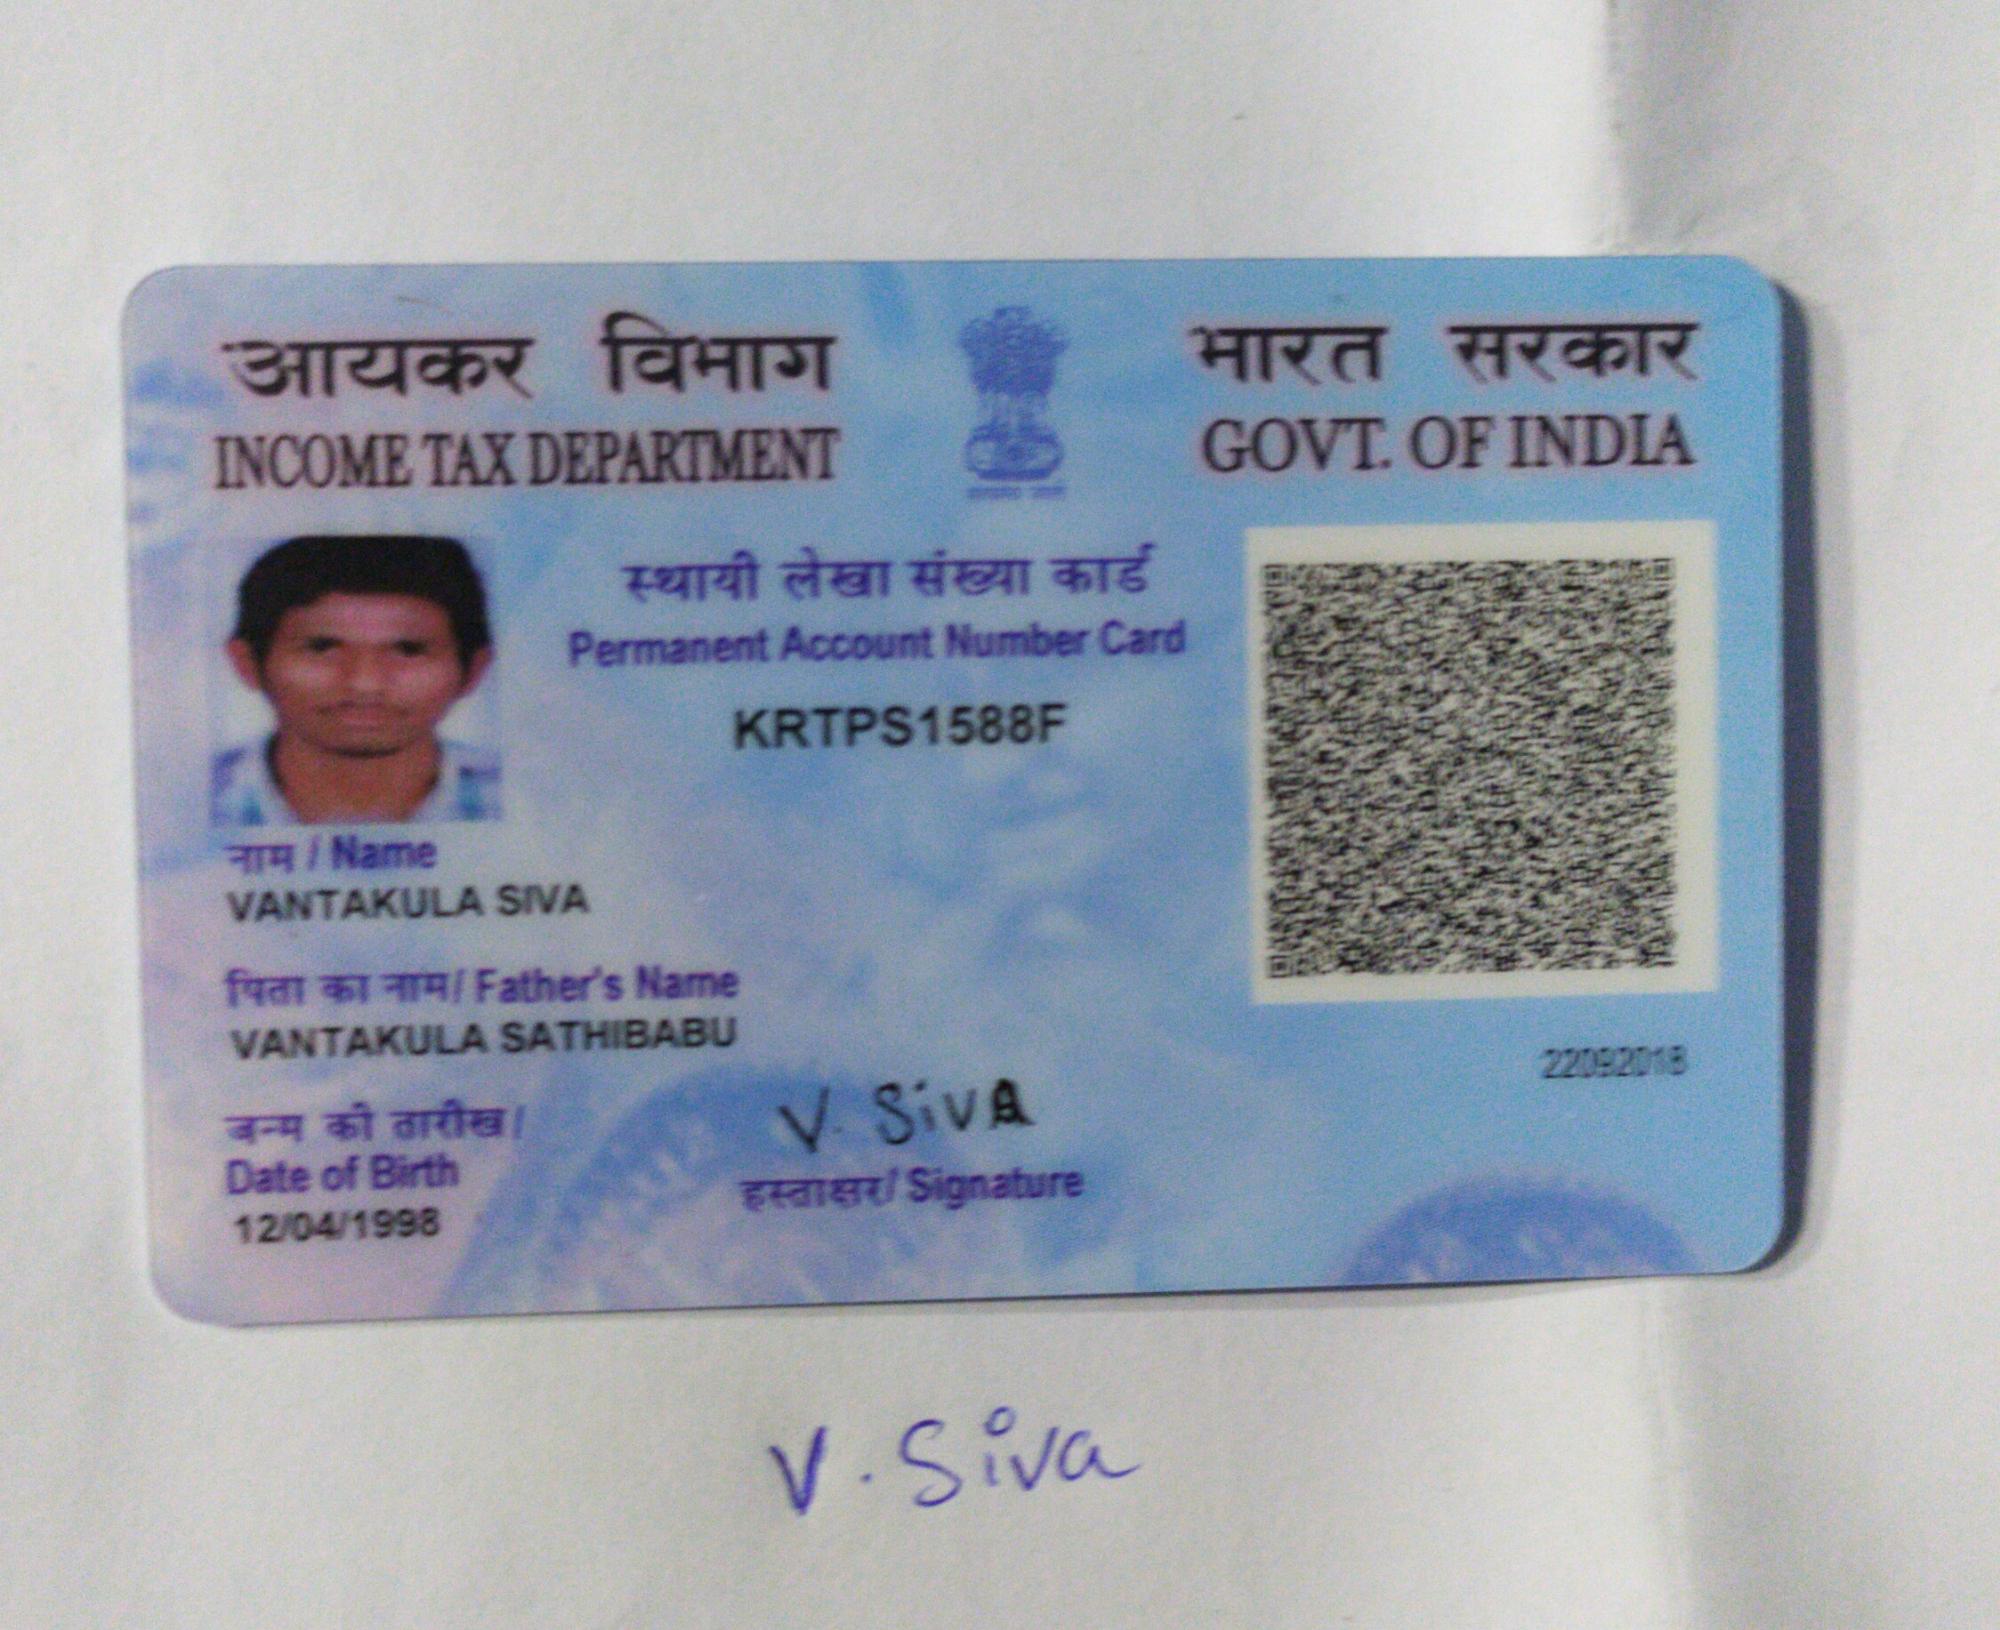 आयकर विभाग
INCOME TAX DEPARTMENT
भारत सरकार
GOVT. OF INDIA
स्थायी लेखा संख्या कार्ड
Permanent Account Number Card
KRTPS1588F
नाम / Name
VANTAKULA SIVA
पिता का नाम/ Father's Name
VANTAKULA SATHIBABU
जन्म की तारीख/
Date of Birth
12/04/1998
V. SiVA
हस्ताक्षर/ Signature
22092018
V. Siva